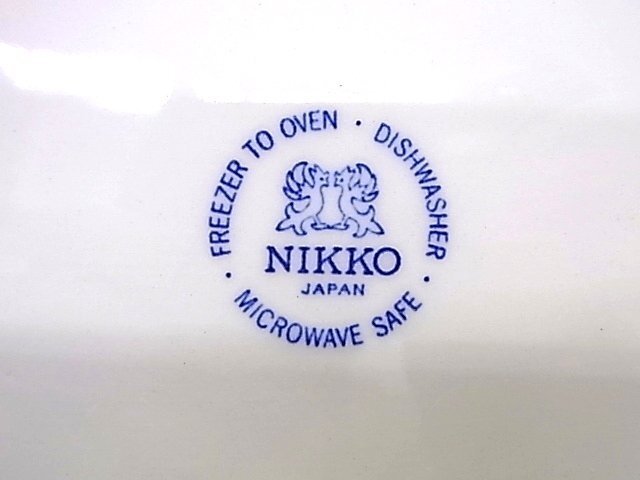 FREEZER TO OVEN · DISHWASHER · MICROWAVE SAFE ·
NIKKO
JAPAN